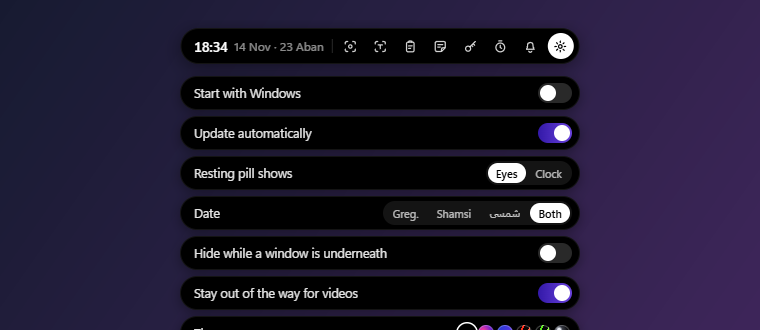 18:34 14 Nov · 23 Aban
Start with Windows
Update automatically
Resting pill shows Eyes Clock
Date Greg. Shamsi شمسی Both
Hide while a window is underneath
Stay out of the way for videos